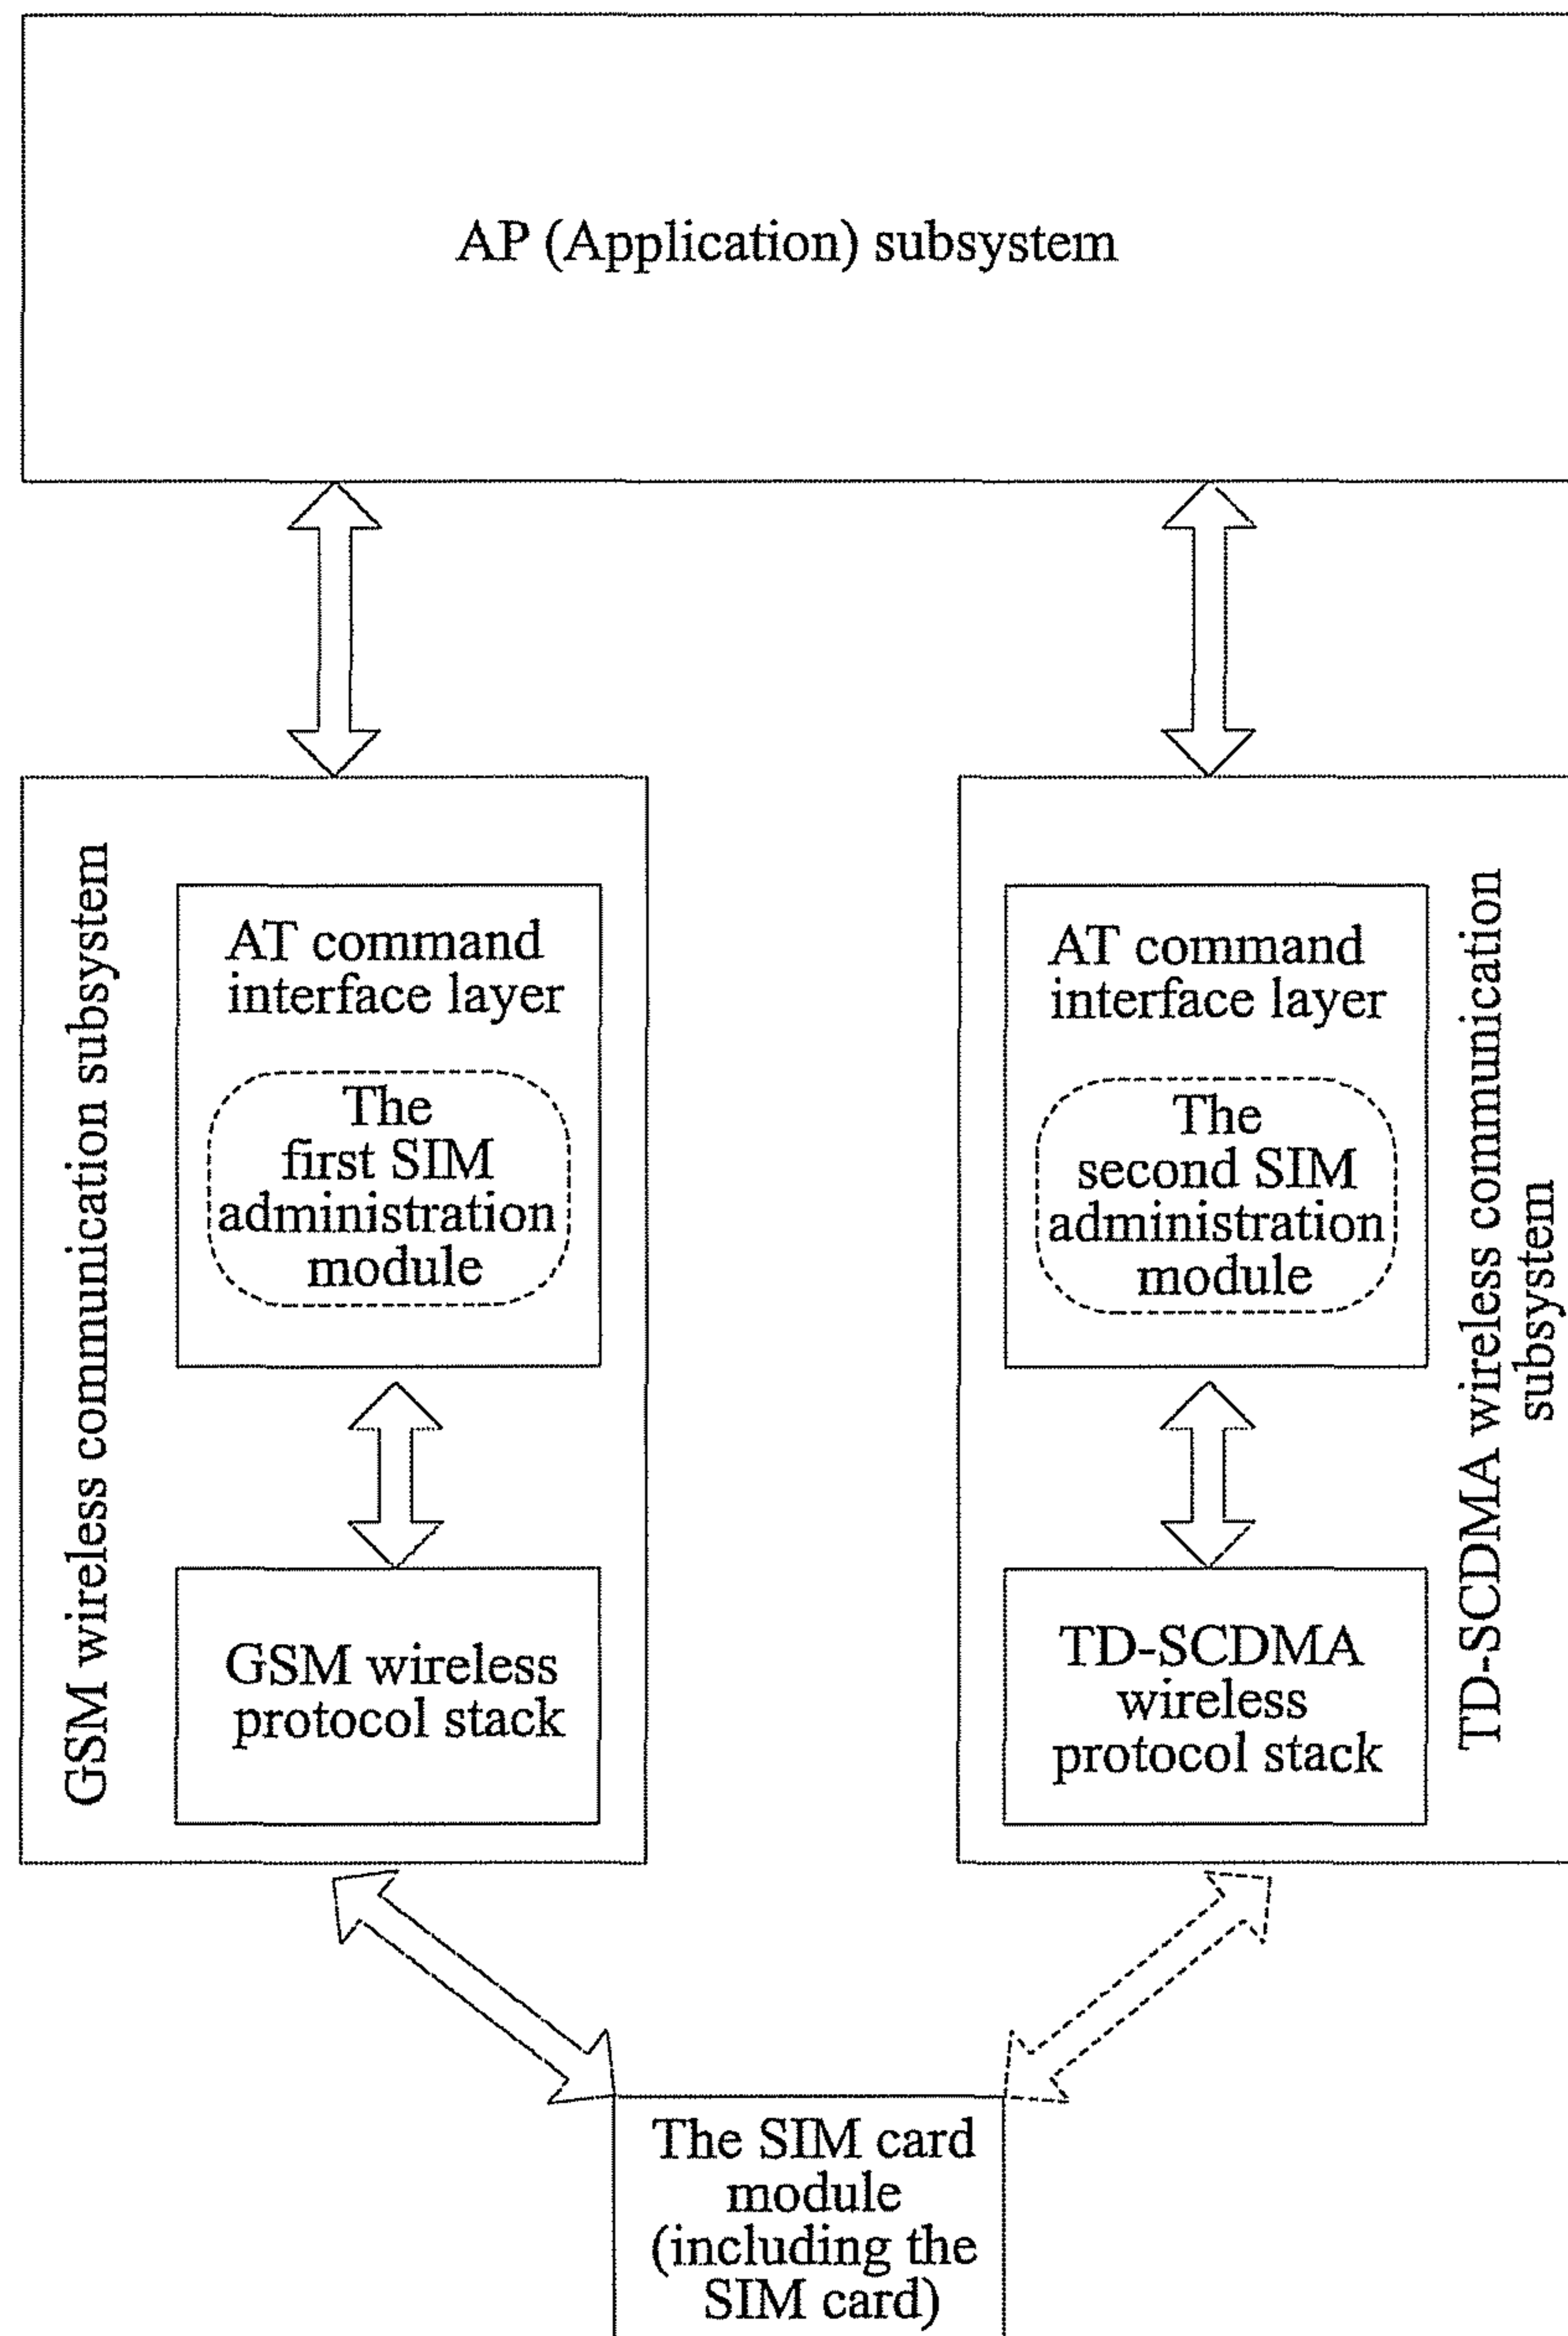 AP (Application) subsystem
GSM wireless communication subsystem
AT command
interface layer
The
first SIM
administration
module
GSM wireless
protocol stack
AT command
interface layer
The
second SIM
administration
module
TD-SCDMA
wireless
protocol stack
TD-SCDMA wireless communication
subsystem
The SIM card
module
(including the
SIM card)